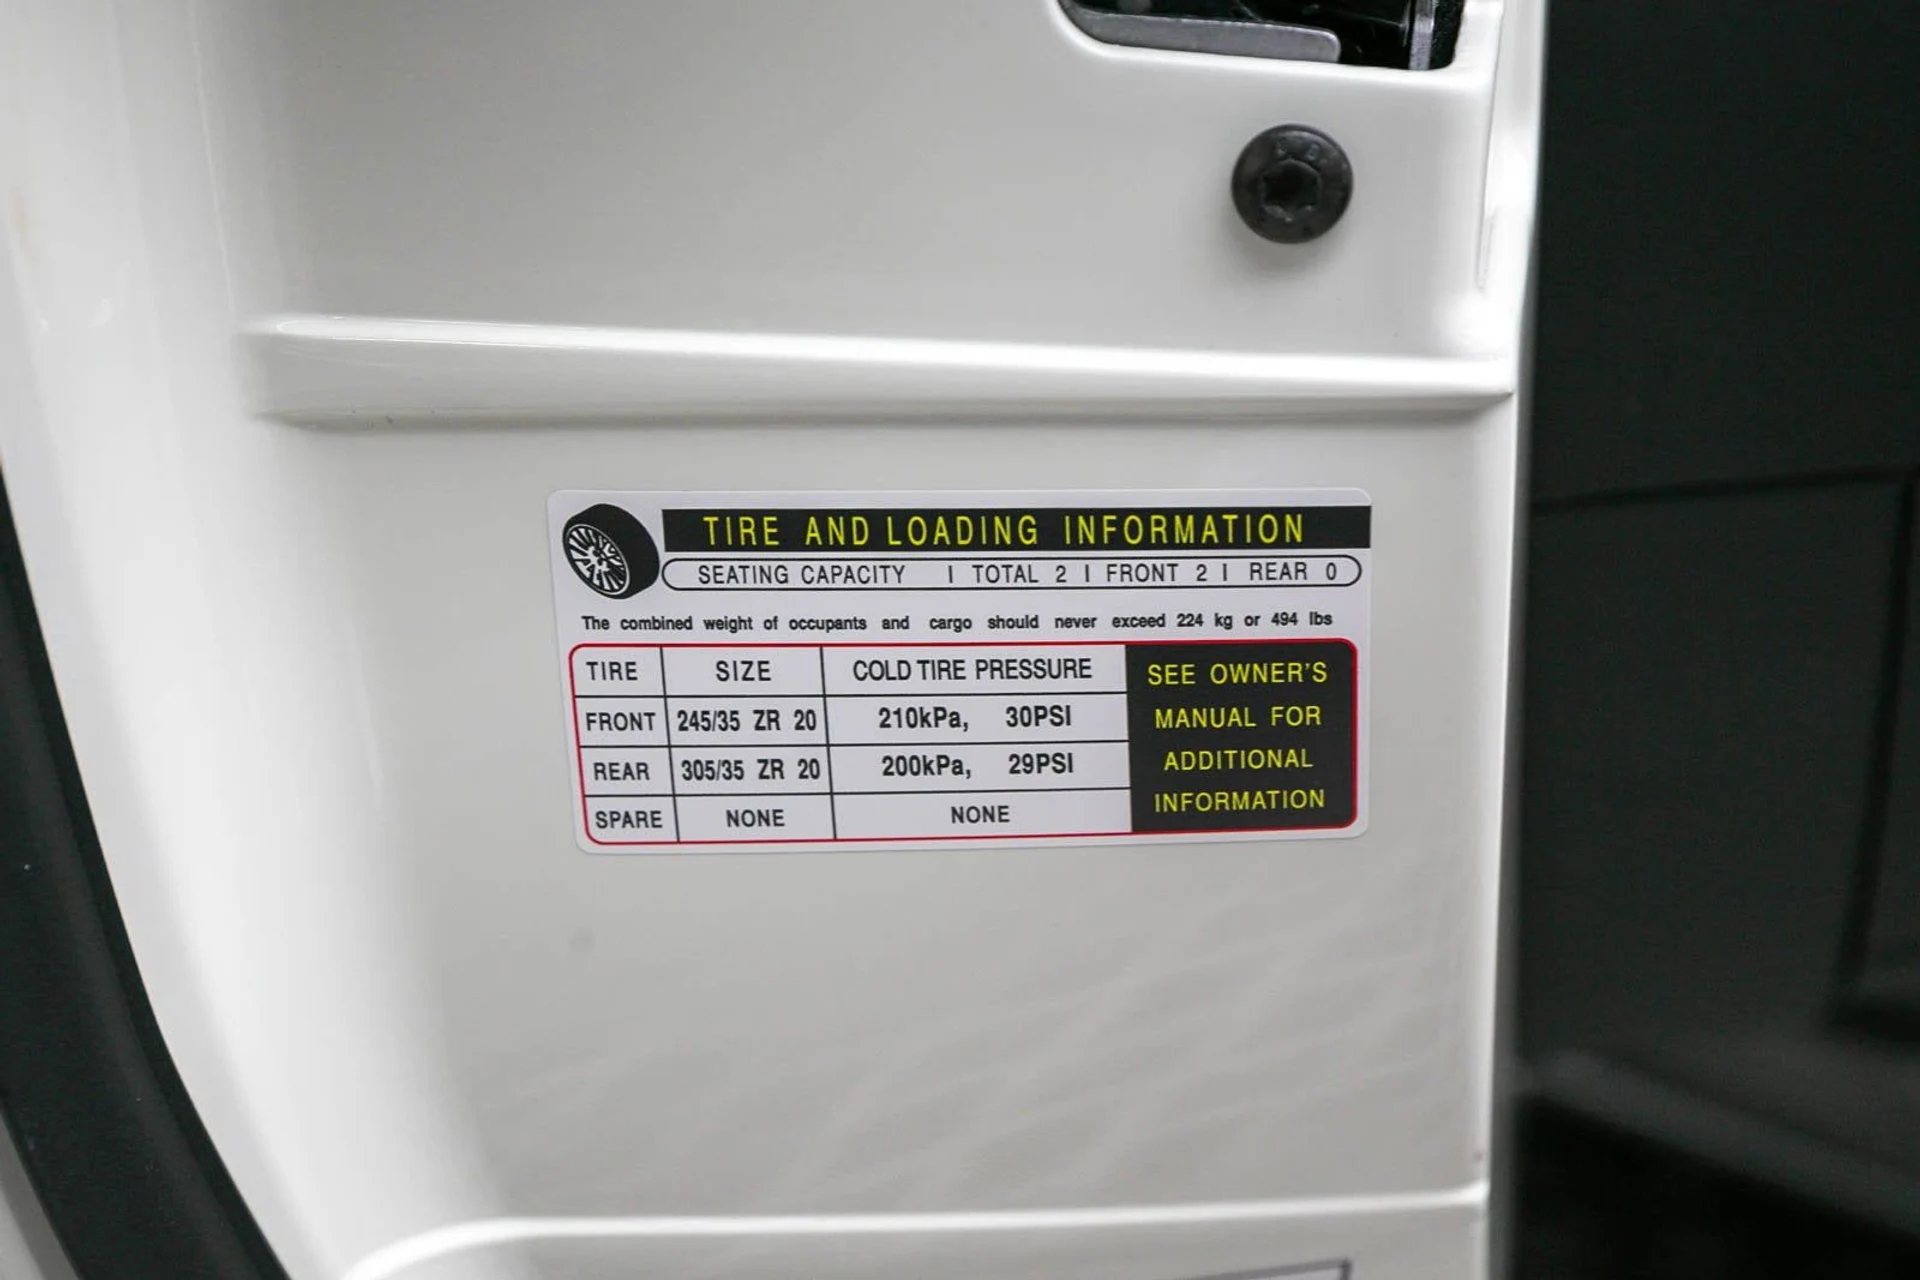 TIRE AND LOADING INFORMATION
SEATING CAPACITY | TOTAL 2 | FRONT 2 | REAR 0
The combined weight of occupants and cargo should never exceed 224 kg or 494 lbs
TIRE SIZE COLD TIRE PRESSURE
FRONT 245/35 ZR 20 210kPa, 30PSI
REAR 305/35 ZR 20 200kPa, 29PSI
SPARE NONE NONE
SEE OWNER'S
MANUAL FOR
ADDITIONAL
INFORMATION